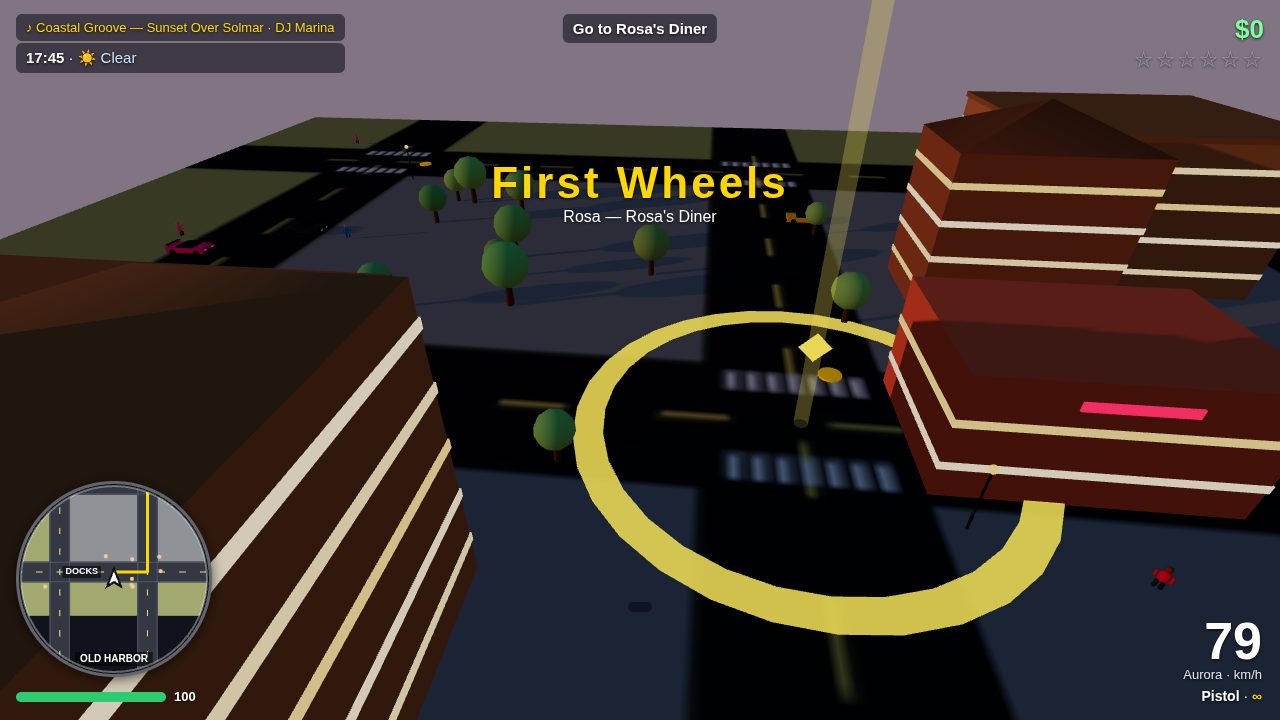 ♪ Coastal Groove — Sunset Over Solmar · DJ Marina
17:45 · ☀️ Clear
Go to Rosa's Diner
$0
☆☆☆☆☆☆
First Wheels
Rosa — Rosa's Diner
DOCKS
OLD HARBOR
100
79
Aurora · km/h
Pistol · ∞